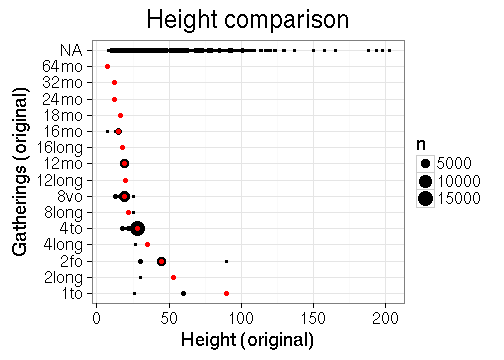 Height comparison
Gatherings (original)
NA
64mo
32mo
24mo
18mo
16mo
16long
12mo
12long
8vo
8long
4to
4long
2fo
2long
1to
0 50 100 150 200
Height (original)
n
5000
10000
15000